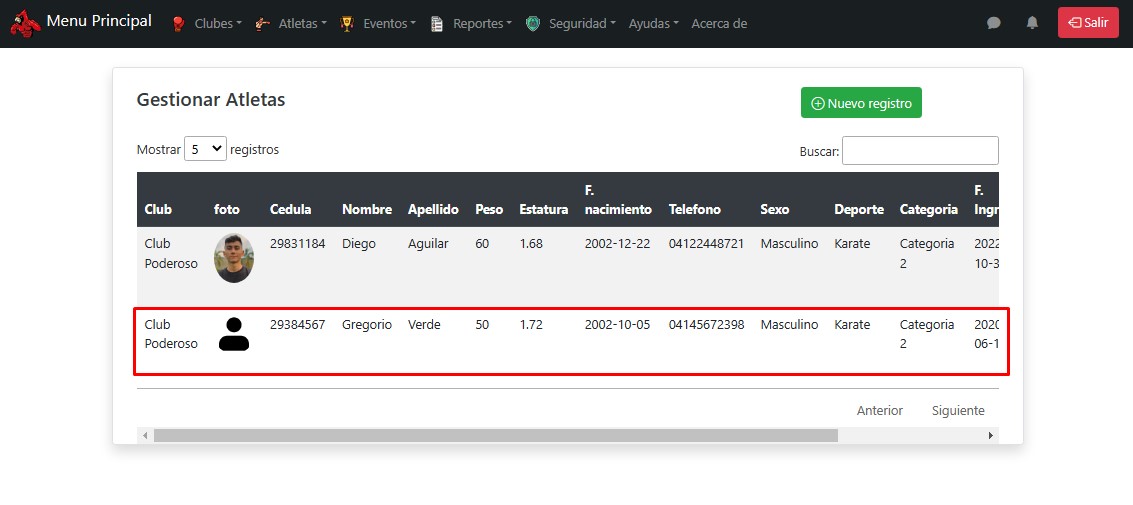 Menu Principal Clubes Atletas Eventos Reportes Seguridad Ayudas Acerca de Salir
Gestionar Atletas Nuevo registro
Mostrar 5 registros Buscar:
Club foto Cedula Nombre Apellido Peso Estatura F. nacimiento Telefono Sexo Deporte Categoria F. Ingr
Club Poderoso 29831184 Diego Aguilar 60 1.68 2002-12-22 04122448721 Masculino Karate Categoria 2 2022 10-3
Club Poderoso 29384567 Gregorio Verde 50 1.72 2002-10-05 04145672398 Masculino Karate Categoria 2 2020 06-1
Anterior Siguiente